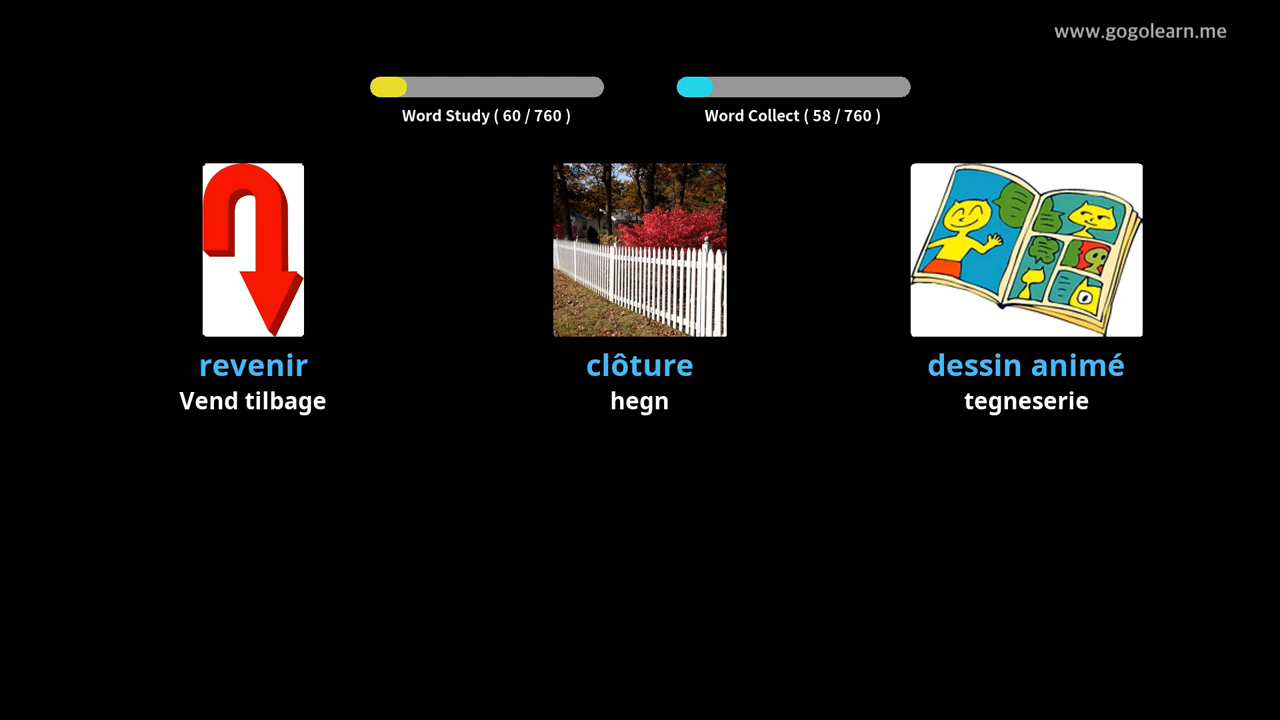 www.gogolearn.me
Word Study ( 60 / 760 )
Word Collect ( 58 / 760 )
revenir
Vend tilbage
clôture
hegn
dessin animé
tegneserie